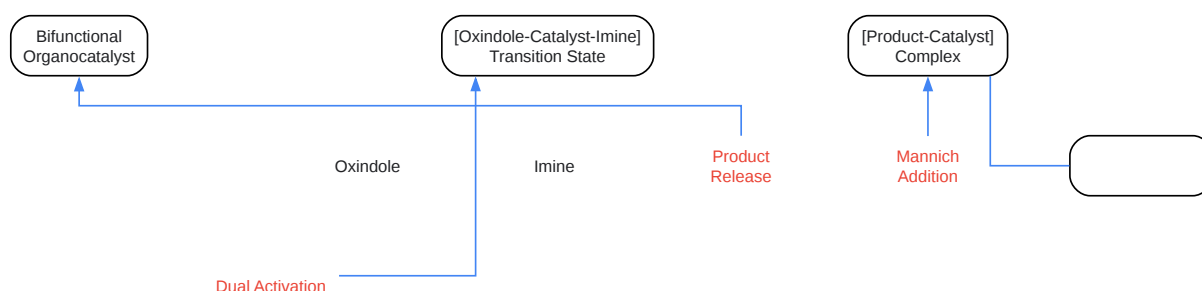 Bifunctional
Organocatalyst
[Oxindole-Catalyst-Imine]
Transition State
[Product-Catalyst]
Complex
Oxindole
Imine
Product
Release
Mannich
Addition
Dual Activation